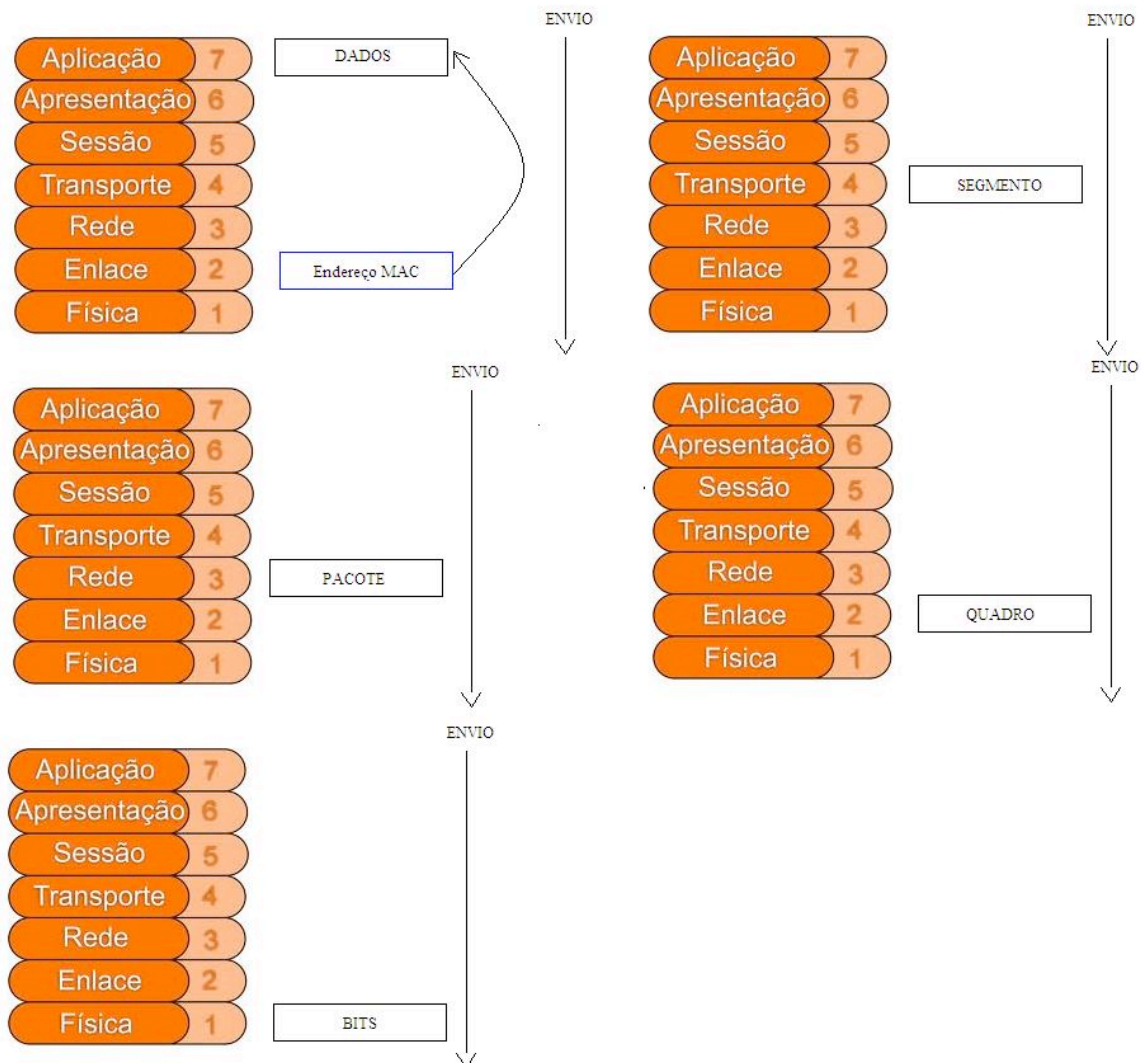 ENVIO
Aplicação 7
DADOS
Apresentação 6
Sessão 5
Transporte 4
Rede 3
Enlace 2
Endereço MAC
Física 1
ENVIO
Aplicação 7
Apresentação 6
Sessão 5
Transporte 4
SEGMENTO
Rede 3
Enlace 2
Física 1
ENVIO
Aplicação 7
Apresentação 6
Sessão 5
Transporte 4
Rede 3
PACOTE
Enlace 2
Física 1
ENVIO
Aplicação 7
Apresentação 6
Sessão 5
Transporte 4
Rede 3
Enlace 2
QUADRO
Física 1
ENVIO
Aplicação 7
Apresentação 6
Sessão 5
Transporte 4
Rede 3
Enlace 2
Física 1
BITS